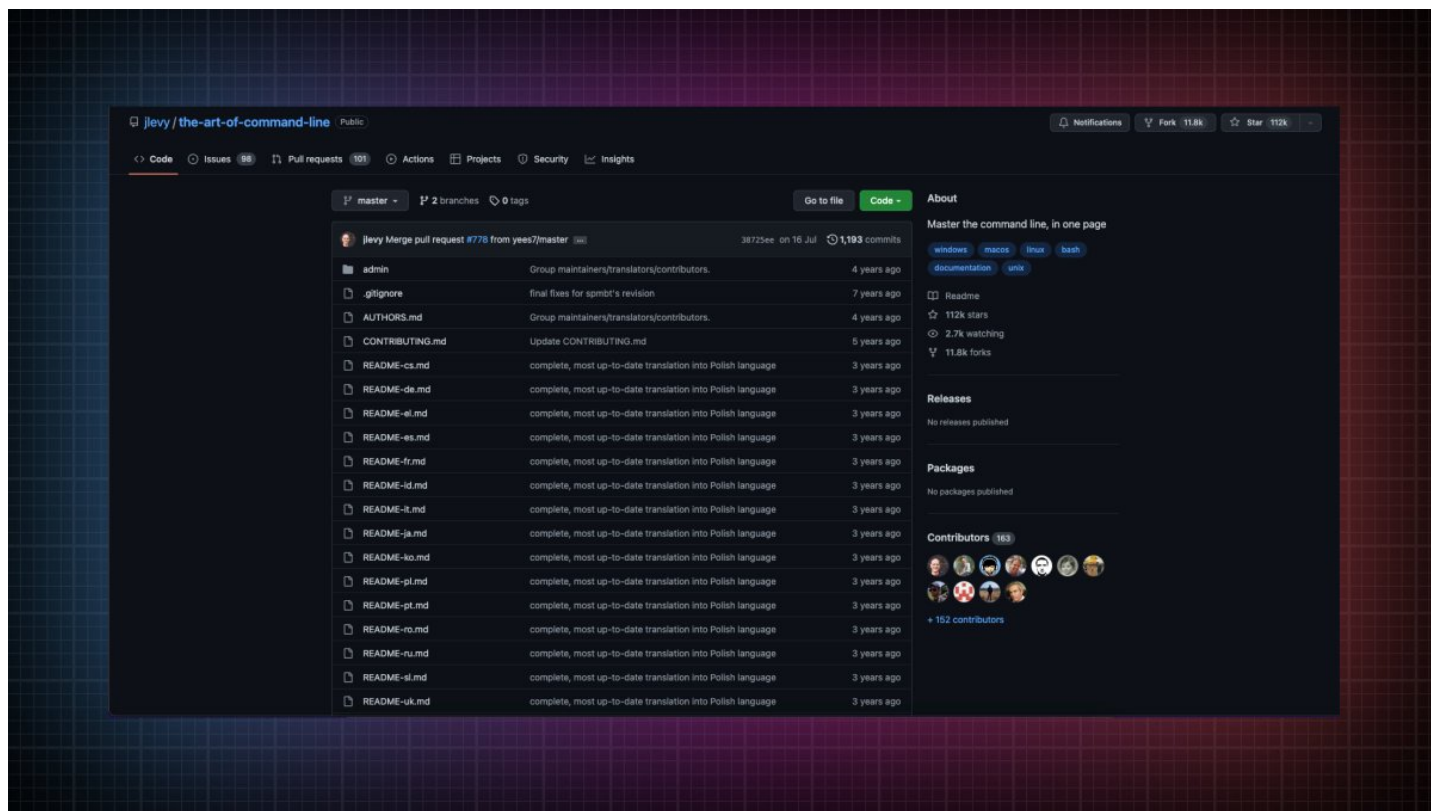 jlevy / the-art-of-command-line Public
Notifications Fork 11.8k Star 112k
Code Issues 98 Pull requests 101 Actions Projects Security Insights
master 2 branches 0 tags Go to file Code
jlevy Merge pull request #778 from yees7/master ... 38725ee on 16 Jul 1,193 commits
admin Group maintainers/translators/contributors. 4 years ago
.gitignore final fixes for spmbt's revision 7 years ago
AUTHORS.md Group maintainers/translators/contributors. 4 years ago
CONTRIBUTING.md Update CONTRIBUTING.md 5 years ago
README-cs.md complete, most up-to-date translation into Polish language 3 years ago
README-de.md complete, most up-to-date translation into Polish language 3 years ago
README-el.md complete, most up-to-date translation into Polish language 3 years ago
README-es.md complete, most up-to-date translation into Polish language 3 years ago
README-fr.md complete, most up-to-date translation into Polish language 3 years ago
README-id.md complete, most up-to-date translation into Polish language 3 years ago
README-it.md complete, most up-to-date translation into Polish language 3 years ago
README-ja.md complete, most up-to-date translation into Polish language 3 years ago
README-ko.md complete, most up-to-date translation into Polish language 3 years ago
README-pl.md complete, most up-to-date translation into Polish language 3 years ago
README-pt.md complete, most up-to-date translation into Polish language 3 years ago
README-ro.md complete, most up-to-date translation into Polish language 3 years ago
README-ru.md complete, most up-to-date translation into Polish language 3 years ago
README-sl.md complete, most up-to-date translation into Polish language 3 years ago
README-uk.md complete, most up-to-date translation into Polish language 3 years ago
About
Master the command line, in one page
windows macos linux bash
documentation unix
Readme
112k stars
2.7k watching
11.8k forks
Releases
No releases published
Packages
No packages published
Contributors 163
+ 152 contributors